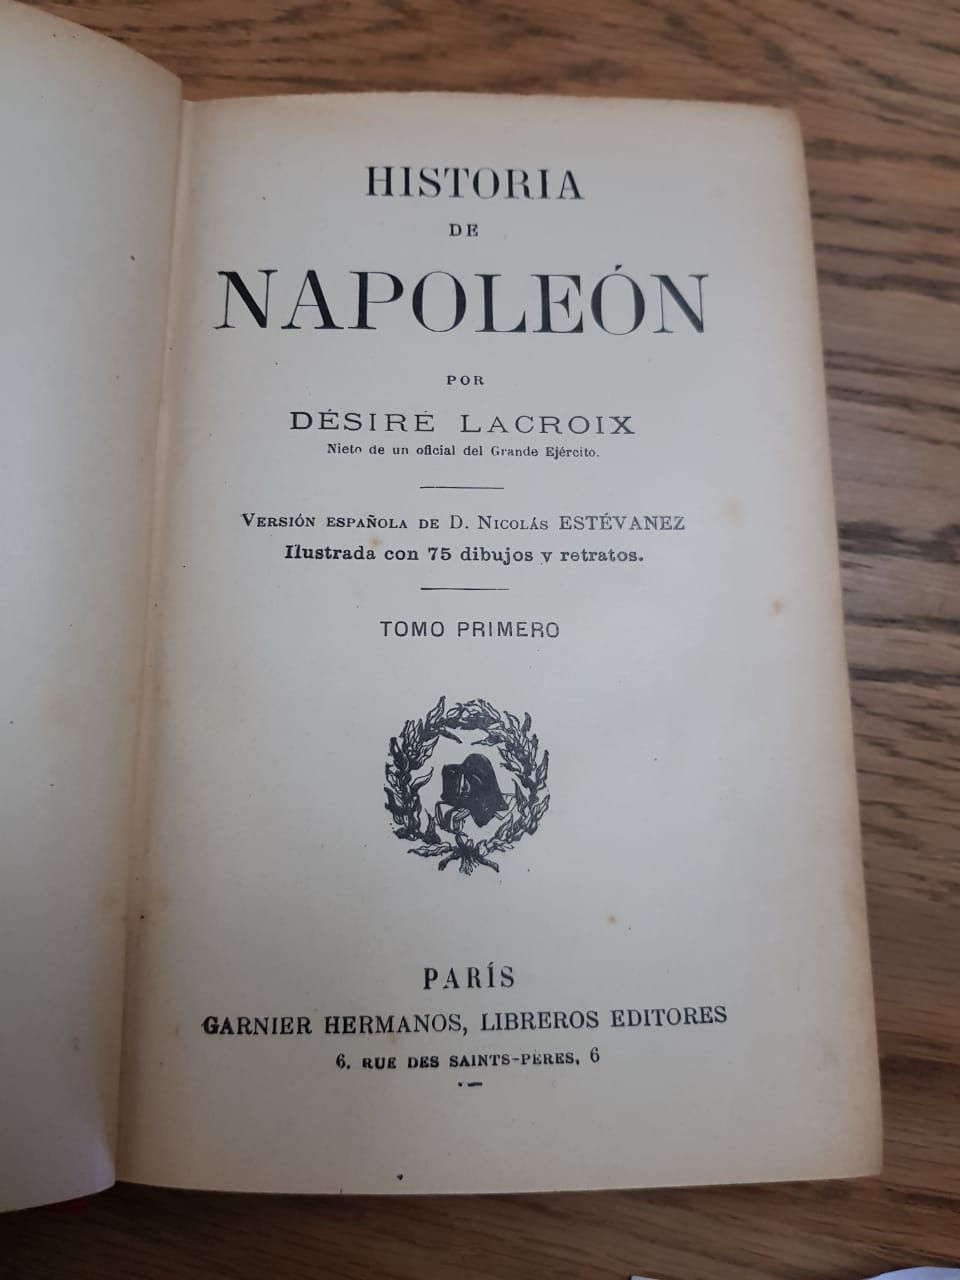 HISTORIA
DE
NAPOLEÓN
POR
DÉSIRÉ LACROIX
Nieto de un oficial del Grande Ejército.
VERSIÓN ESPAÑOLA DE D. NICOLÁS ESTÉVANEZ
Ilustrada con 75 dibujos y retratos.
TOMO PRIMERO
PARÍS
GARNIER HERMANOS, LIBREROS EDITORES
6, RUE DES SAINTS-PÈRES, 6